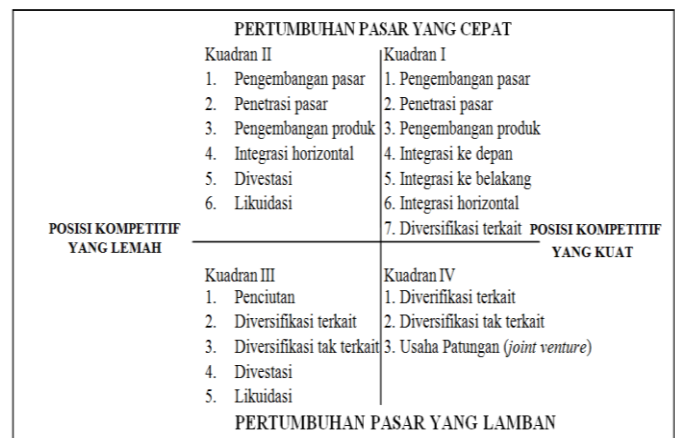 PERTUMBUHAN PASAR YANG CEPAT
Kuadran II
1. Pengembangan pasar
2. Penetrasi pasar
3. Pengembangan produk
4. Integrasi horizontal
5. Divestasi
6. Likuidasi
Kuadran I
1. Pengembangan pasar
2. Penetrasi pasar
3. Pengembangan produk
4. Integrasi ke depan
5. Integrasi ke belakang
6. Integrasi horizontal
7. Diversifikasi terkait
POSISI KOMPETITIF
YANG LEMAH
POSISI KOMPETITIF
YANG KUAT
Kuadran III
1. Penciutan
2. Diversifikasi terkait
3. Diversifikasi tak terkait
4. Divestasi
5. Likuidasi
Kuadran IV
1. Diverifikasi terkait
2. Diversifikasi tak terkait
3. Usaha Patungan (joint venture)
PERTUMBUHAN PASAR YANG LAMBAN